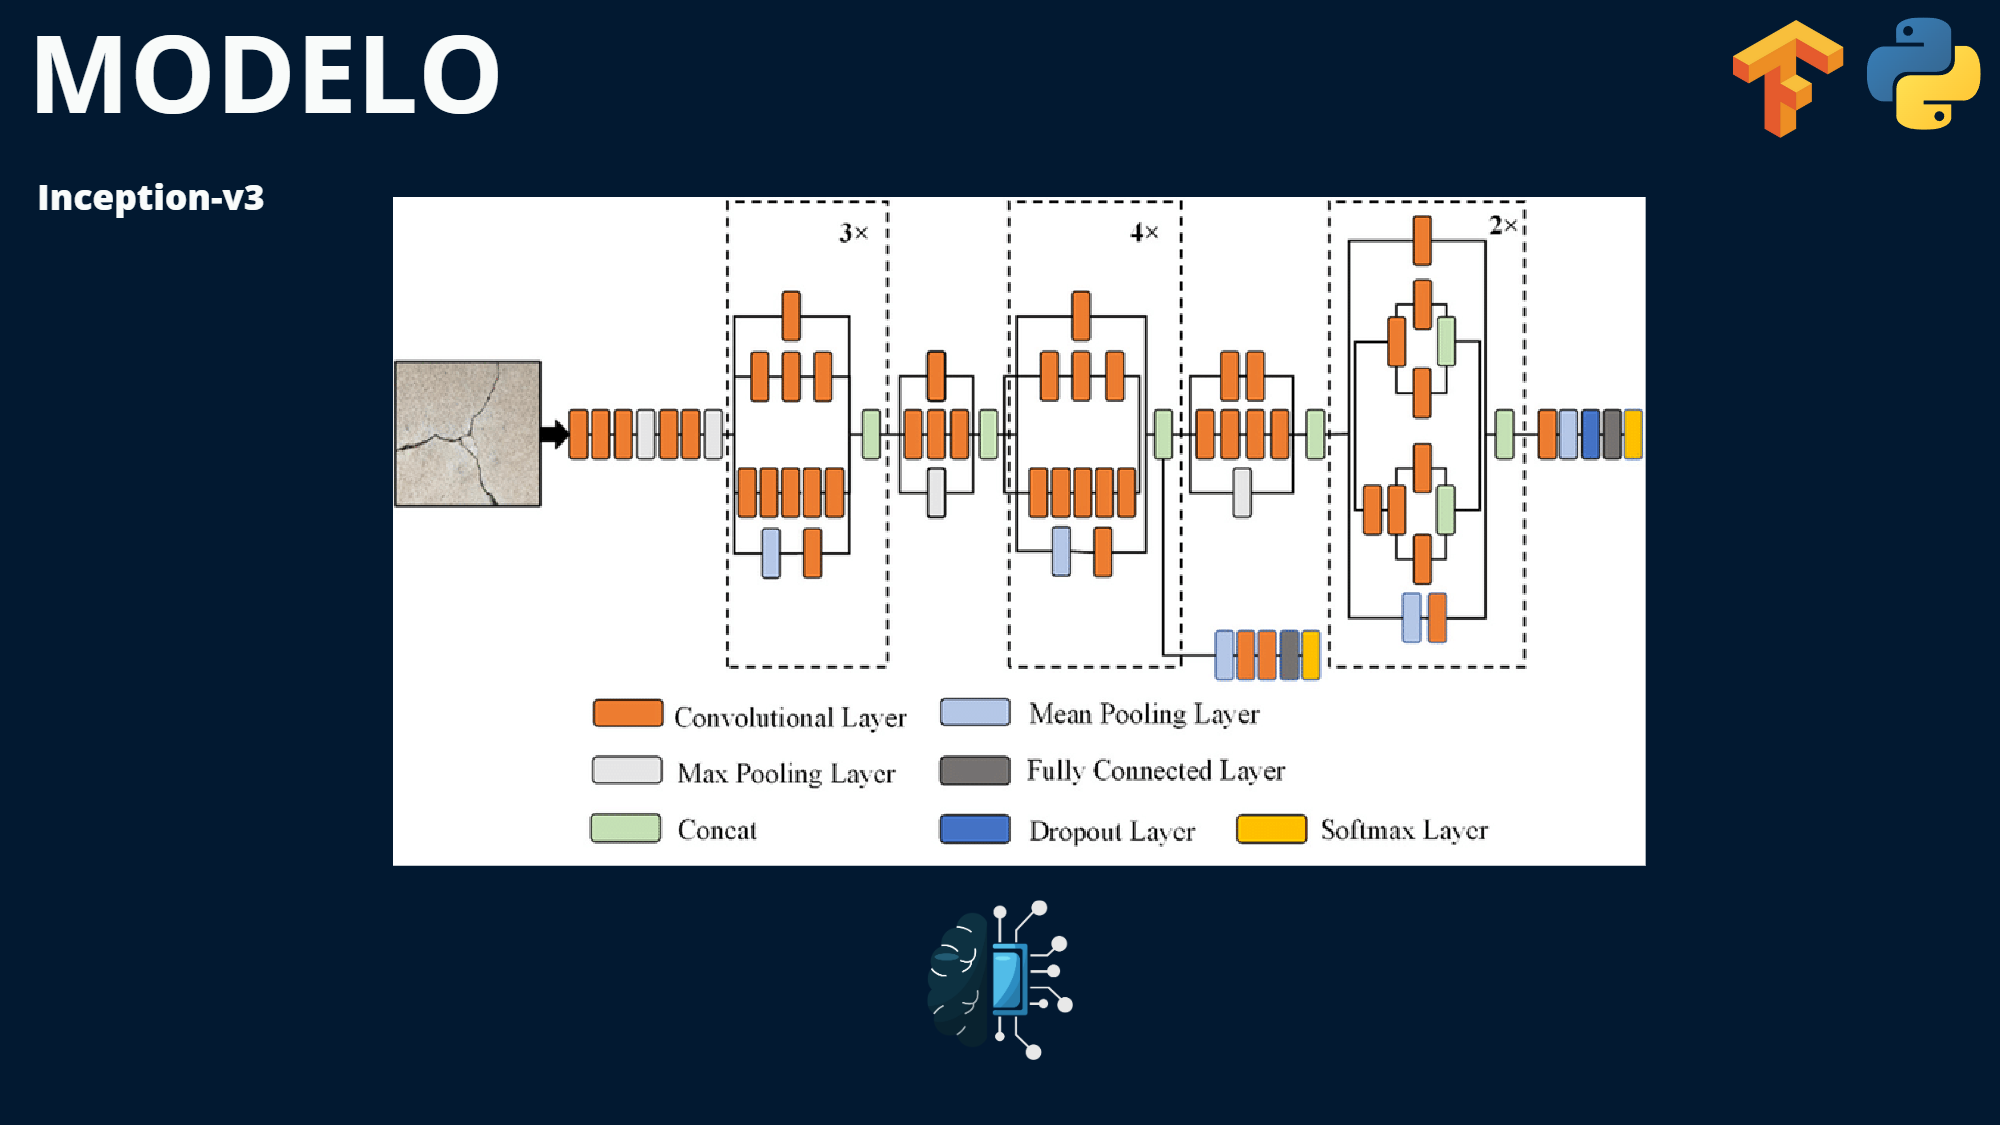 MODELO
Inception-v3
3×
4×
2×
Convolutional Layer
Mean Pooling Layer
Max Pooling Layer
Fully Connected Layer
Concat
Dropout Layer
Softmax Layer